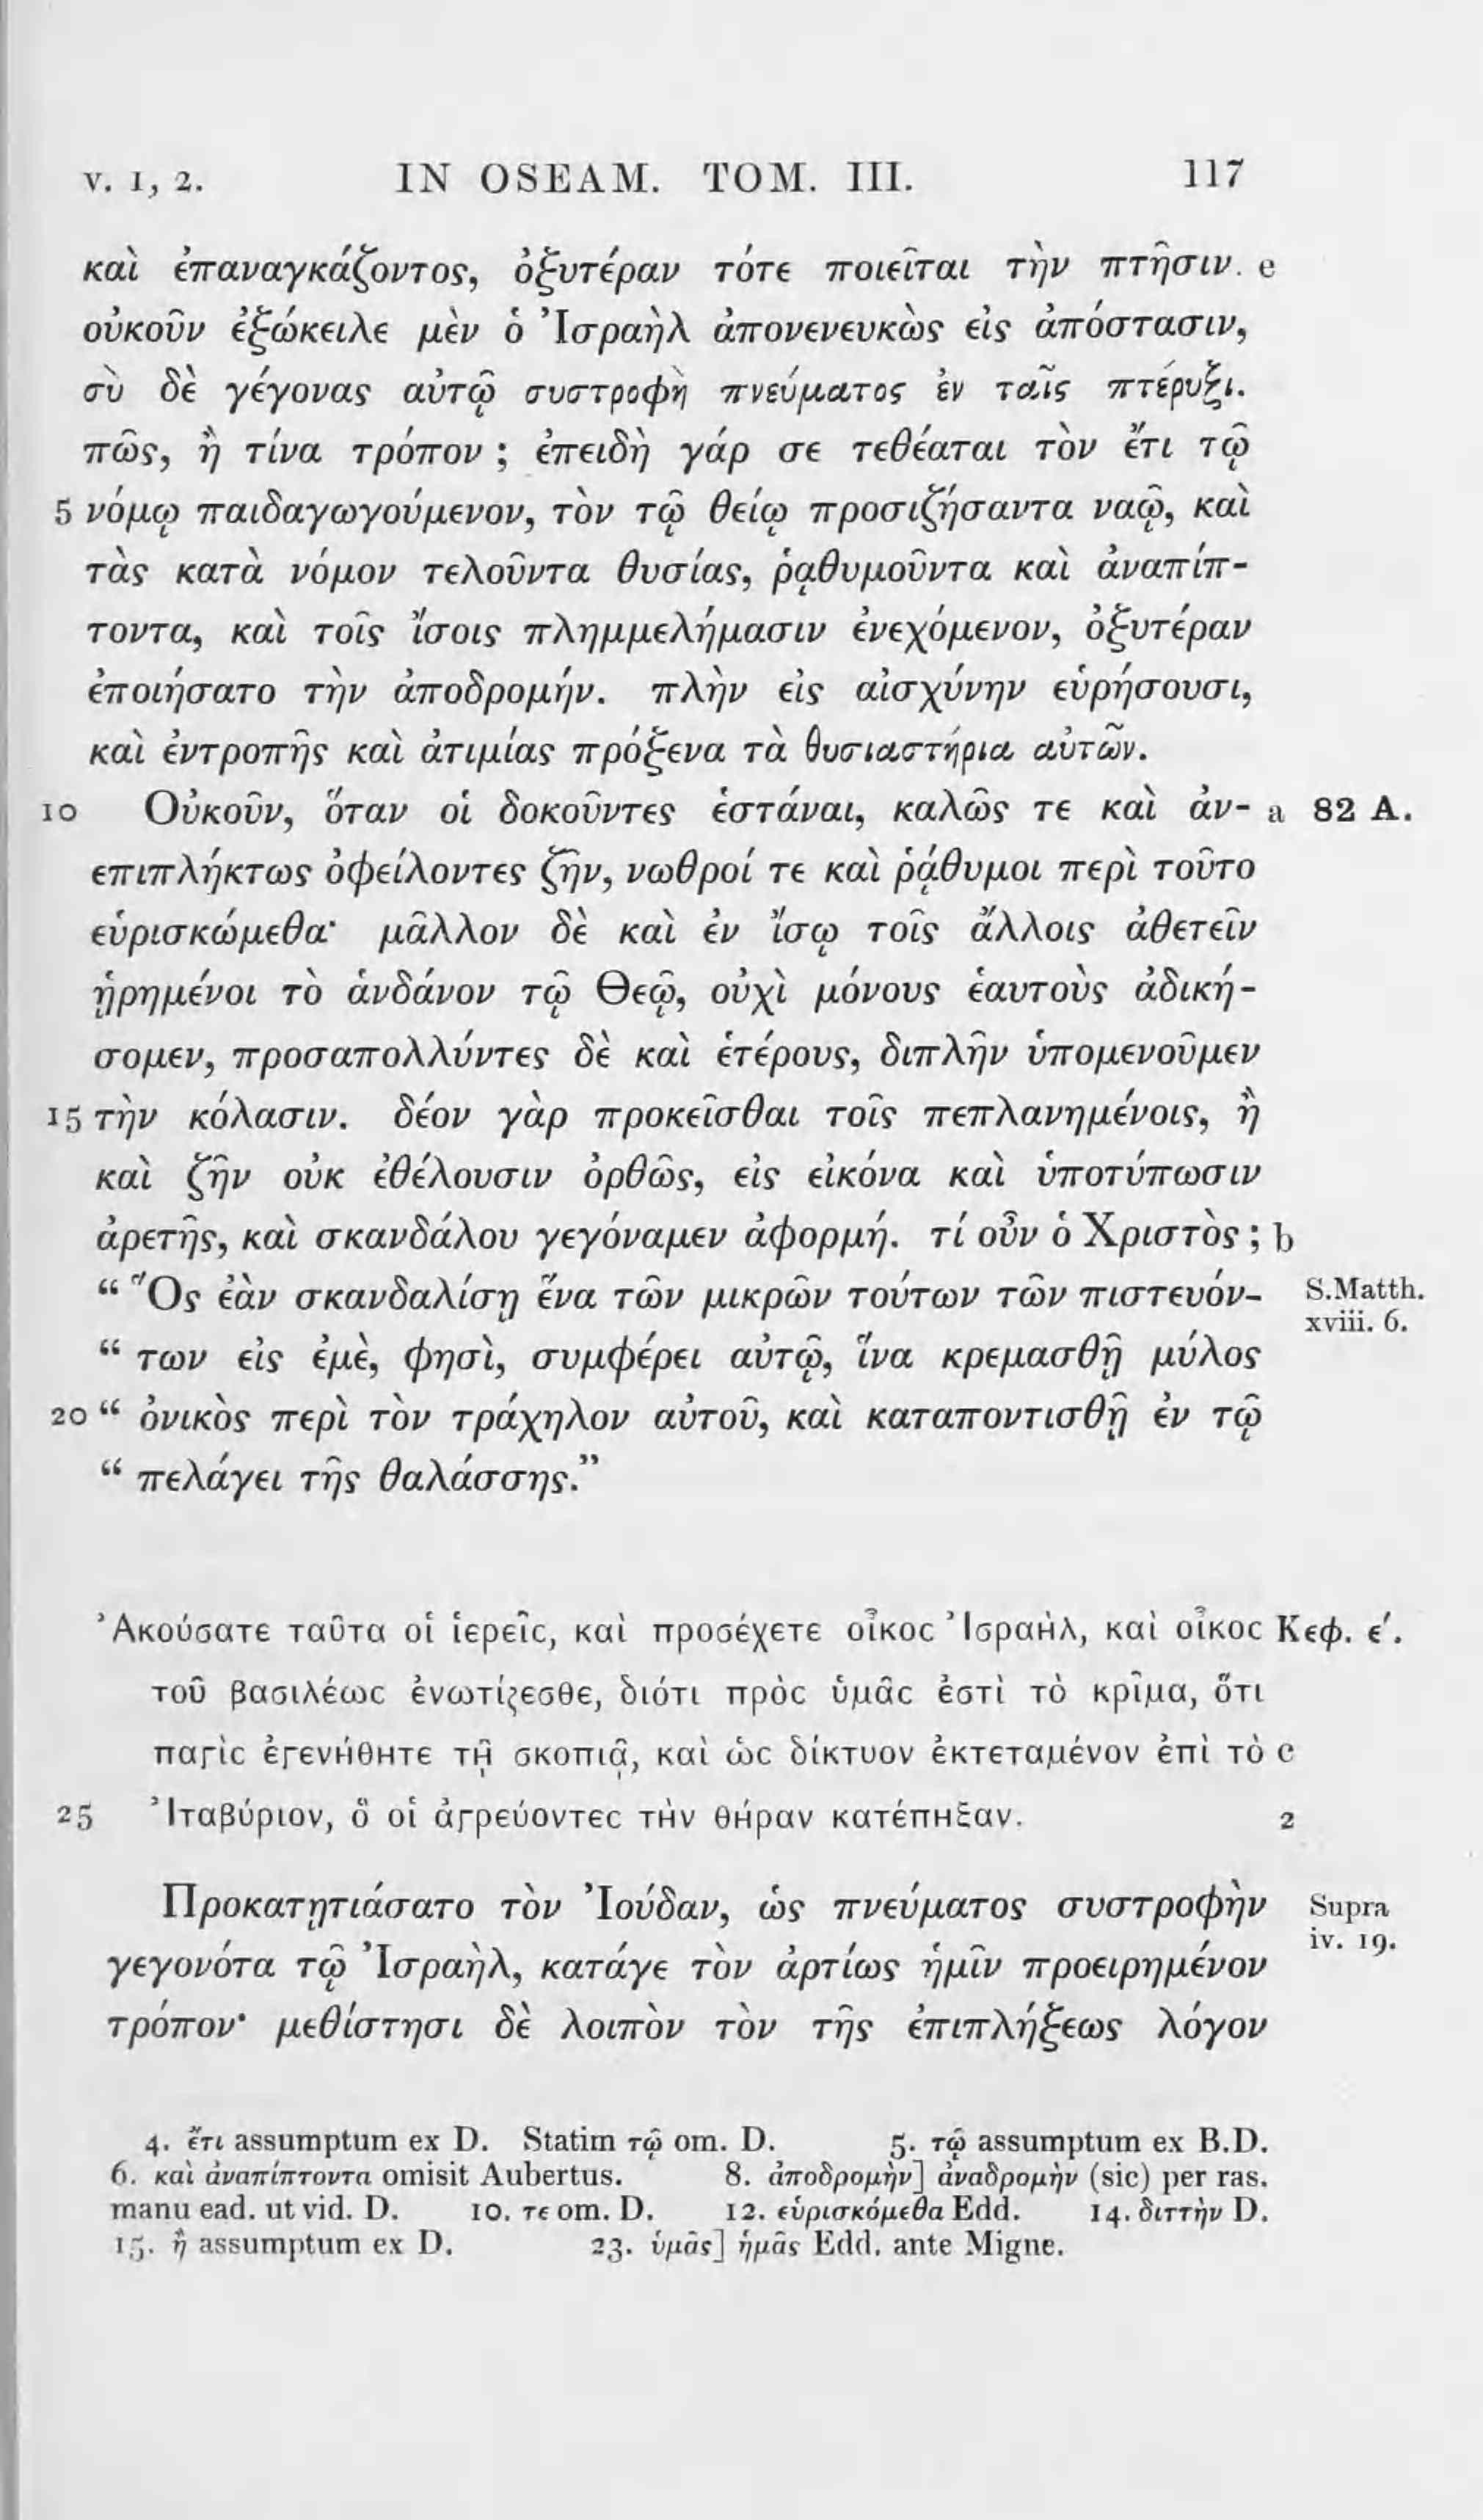 v. 1, 2. IN OSEAM. TOM. III. 117
καὶ ἐπαναγκάζοντος, ὀξυτέραν τότε ποιεῖται τὴν πτῆσιν. e
οὐκοῦν ἐξώκειλε μὲν ὁ Ἰσραὴλ ἀπονενευκὼς εἰς ἀπόστασιν,
σὺ δὲ γέγονας αὐτῷ συστροφὴ πνεύματος ἐν ταῖς πτέρυξι.
πῶς, ἢ τίνα τρόπον ; ἐπειδὴ γάρ σε τεθέαται τὸν ἔτι τῷ
5 νόμῳ παιδαγωγούμενον, τὸν τῷ θείῳ προσιζήσαντα ναῷ, καὶ
τὰς κατὰ νόμον τελοῦντα θυσίας, ῥᾳθυμοῦντα καὶ ἀναπίπ-
τοντα, καὶ τοῖς ἴσοις πλημμελήμασιν ἐνεχόμενον, ὀξυτέραν
ἐποιήσατο τὴν ἀποδρομήν. πλὴν εἰς αἰσχύνην εὑρήσουσι,
καὶ ἐντροπῆς καὶ ἀτιμίας πρόξενα τὰ θυσιαστήρια αὐτῶν.
10 Οὐκοῦν, ὅταν οἱ δοκοῦντες ἑστάναι, καλῶς τε καὶ ἀν- a 82 A.
επιπλήκτως ὀφείλοντες ζῆν, νωθροί τε καὶ ῥᾴθυμοι περὶ τοῦτο
εὑρισκώμεθα· μᾶλλον δὲ καὶ ἐν ἴσῳ τοῖς ἄλλοις ἀθετεῖν
ᾑρημένοι τὸ ἁνδάνον τῷ Θεῷ, οὐχὶ μόνους ἑαυτοὺς ἀδική-
σομεν, προσαπολλύντες δὲ καὶ ἑτέρους, διπλῆν ὑπομενοῦμεν
15 τὴν κόλασιν. δέον γὰρ προκεῖσθαι τοῖς πεπλανημένοις, ἢ
καὶ ζῆν οὐκ ἐθέλουσιν ὀρθῶς, εἰς εἰκόνα καὶ ὑποτύπωσιν
ἀρετῆς, καὶ σκανδάλου γεγόναμεν ἀφορμή. τί οὖν ὁ Χριστὸς ; b
“ Ὃς ἐὰν σκανδαλίσῃ ἕνα τῶν μικρῶν τούτων τῶν πιστευόν- S.Matth.
xviii. 6.
“ των εἰς ἐμὲ, φησὶ, συμφέρει αὐτῷ, ἵνα κρεμασθῇ μύλος
20 “ ὀνικὸς περὶ τὸν τράχηλον αὐτοῦ, καὶ καταποντισθῇ ἐν τῷ
“ πελάγει τῆς θαλάσσης.”
Ἀκούσατε ταῦτα οἱ ἱερεῖς, καὶ προσέχετε οἶκος Ἰσραὴλ, καὶ οἶκος Κεφ. ε΄.
τοῦ βασιλέως ἐνωτίζεσθε, διότι πρὸς ὑμᾶς ἐστὶ τὸ κρῖμα, ὅτι
παγὶς ἐγενήθητε τῇ σκοπιᾷ, καὶ ὡς δίκτυον ἐκτεταμένον ἐπὶ τὸ c
25 Ἰταβύριον, ὃ οἱ ἀγρεύοντες τὴν θήραν κατέπηξαν. 2
Προκατῃτιάσατο τὸν Ἰούδαν, ὡς πνεύματος συστροφὴν Supra
iv. 19.
γεγονότα τῷ Ἰσραὴλ, κατάγε τὸν ἀρτίως ἡμῖν προειρημένον
τρόπον· μεθίστησι δὲ λοιπὸν τὸν τῆς ἐπιπλήξεως λόγον
4. ἔτι assumptum ex D. Statim τῷ om. D. 5. τῷ assumptum ex B.D.
6. καὶ ἀναπίπτοντα omisit Aubertus. 8. ἀποδρομὴν] ἀναδρομὴν (sic) per ras.
manu ead. ut vid. D. 10. τε om. D. 12. εὑρισκόμεθα Edd. 14. διττὴν D.
15. ἢ assumptum ex D. 23. ὑμᾶς] ἡμᾶς Edd. ante Migne.